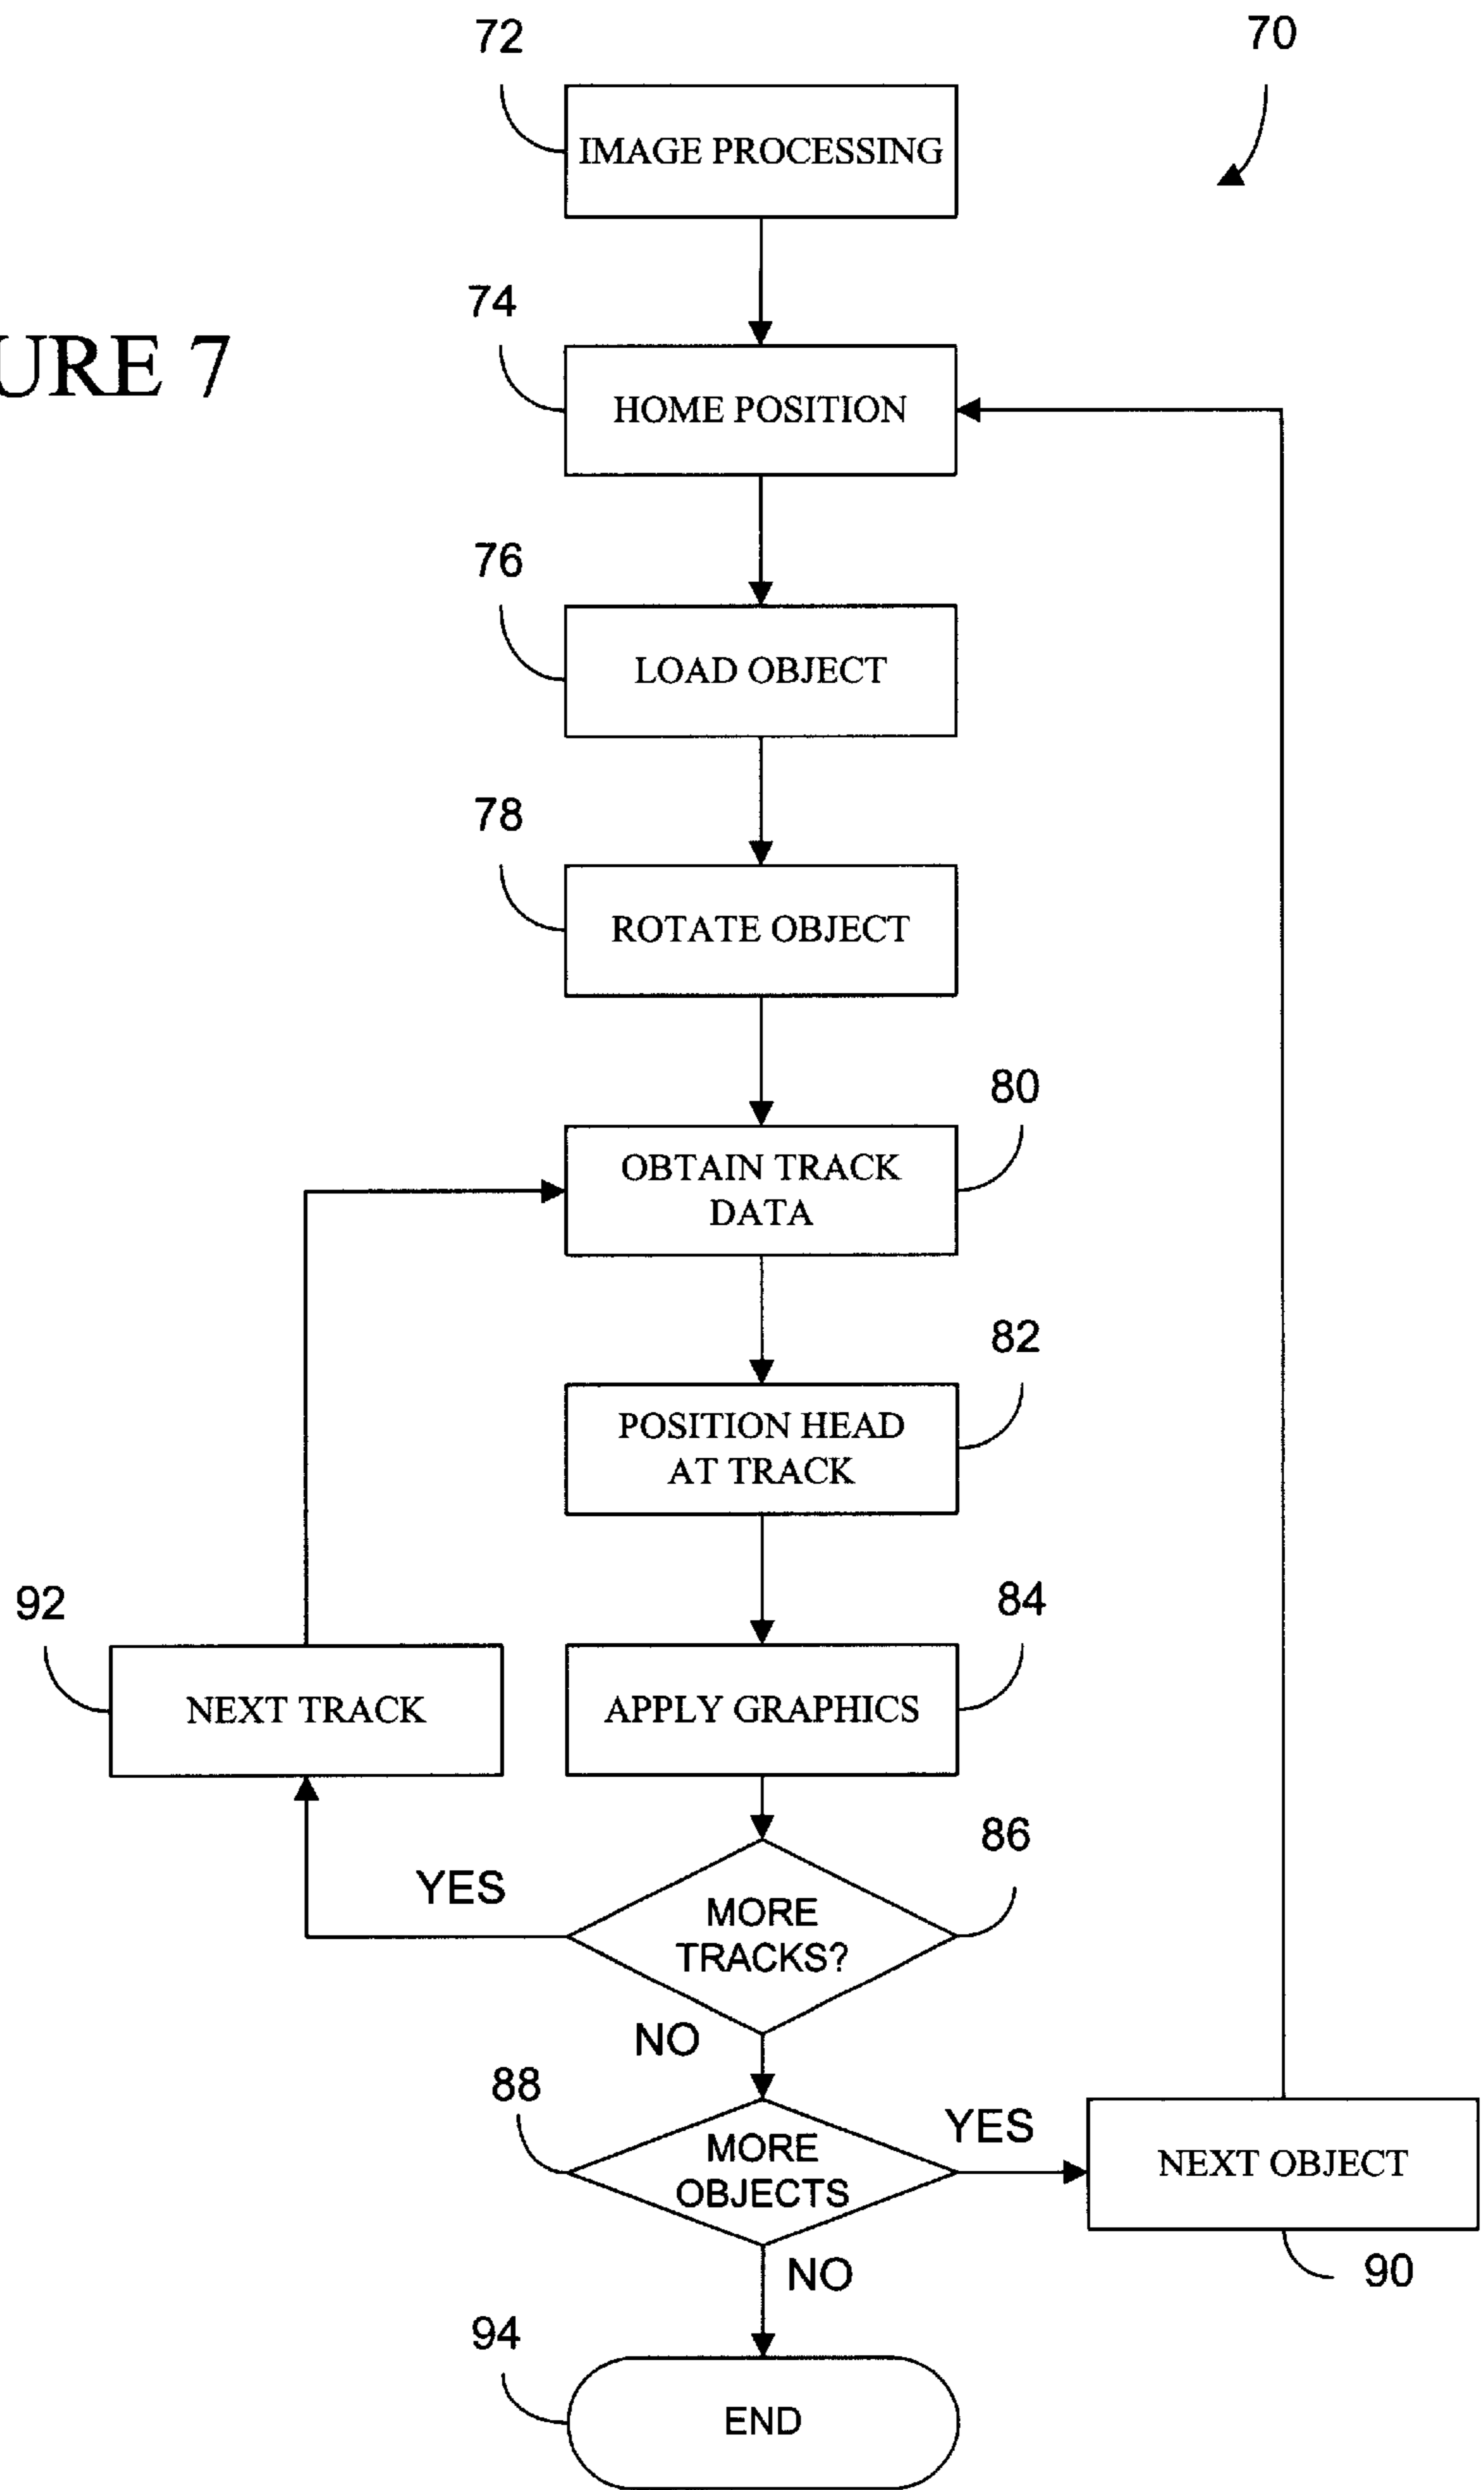 72
70
IMAGE PROCESSING
74
URE 7
HOME POSITION
76
LOAD OBJECT
78
ROTATE OBJECT
80
OBTAIN TRACK
DATA
82
POSITION HEAD
AT TRACK
92
84
NEXT TRACK
APPLY GRAPHICS
86
YES
MORE
TRACKS?
NO
88
YES
MORE
OBJECTS
NEXT OBJECT
NO
90
94
END